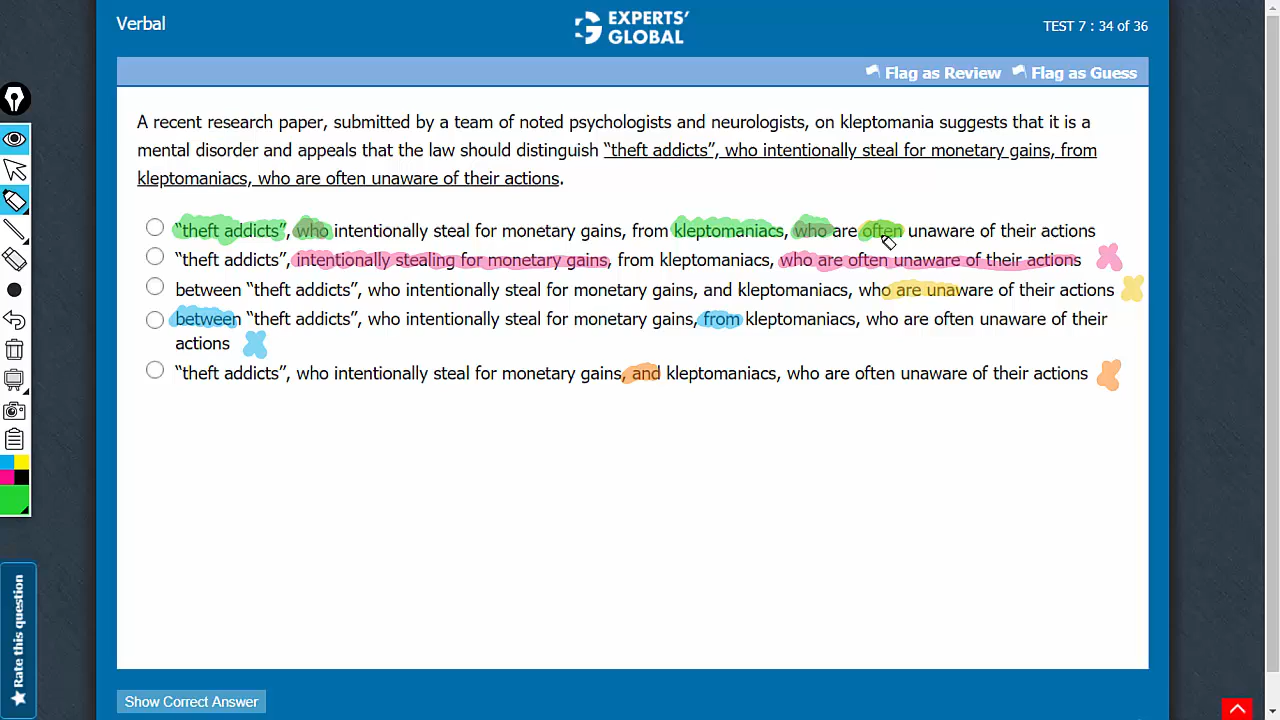 Verbal
EXPERTS'
GLOBAL
TEST 7 : 34 of 36
Flag as Review Flag as Guess
A recent research paper, submitted by a team of noted psychologists and neurologists, on kleptomania suggests that it is a
mental disorder and appeals that the law should distinguish “theft addicts”, who intentionally steal for monetary gains, from
kleptomaniacs, who are often unaware of their actions.
“theft addicts”, who intentionally steal for monetary gains, from kleptomaniacs, who are often unaware of their actions
“theft addicts”, intentionally stealing for monetary gains, from kleptomaniacs, who are often unaware of their actions
between “theft addicts”, who intentionally steal for monetary gains, and kleptomaniacs, who are unaware of their actions
between “theft addicts”, who intentionally steal for monetary gains, from kleptomaniacs, who are often unaware of their
actions
“theft addicts”, who intentionally steal for monetary gains, and kleptomaniacs, who are often unaware of their actions
Rate this question
Show Correct Answer